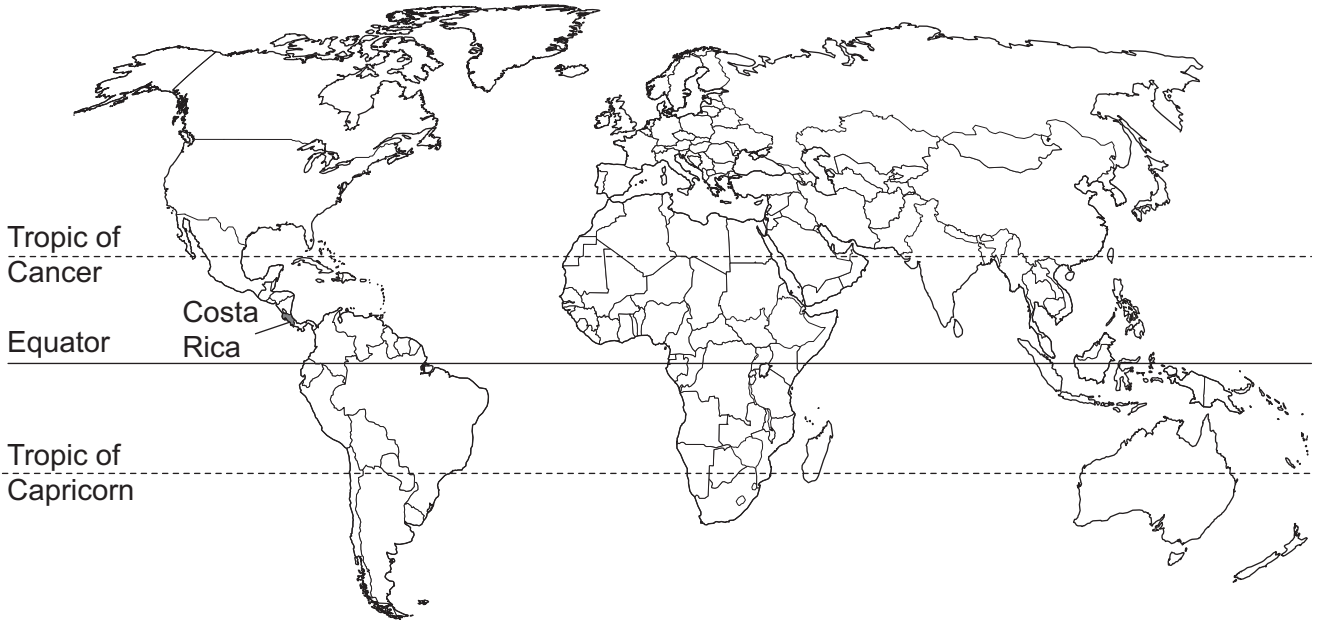 Tropic of
Cancer
Costa
Rica
Equator
Tropic of
Capricorn